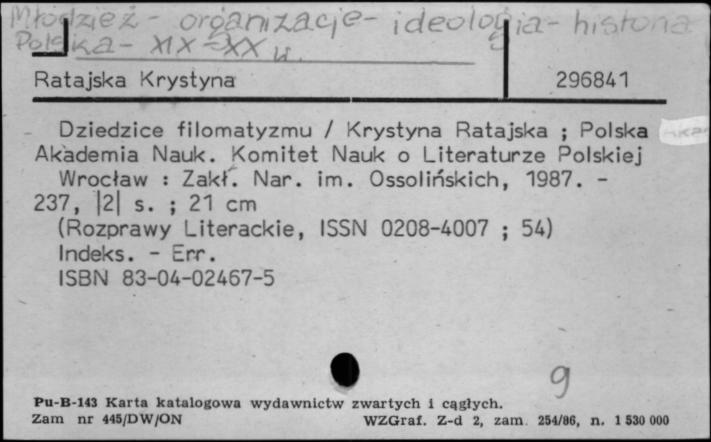 Młodzież - organizacje - ideologia - historia
Polska - XIX - XX w.
Ratajska Krystyna 296841
Dziedzice filomatyzmu / Krystyna Ratajska ; Polska
Akademia Nauk. Komitet Nauk o Literaturze Polskiej
Wrocław : Zakł. Nar. im. Ossolińskich, 1987. -
237, |2| s. ; 21 cm
(Rozprawy Literackie, ISSN 0208-4007 ; 54)
Indeks. - Err.
ISBN 83-04-02467-5
9
Pu-B-143 Karta katalogowa wydawnictw zwartych i cągłych.
Zam nr 445/DW/ON WZGraf. Z-d 2, zam. 254/86, n. 1 530 000